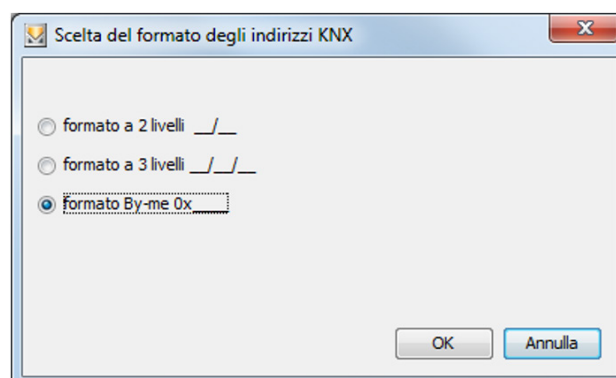 Scelta del formato degli indirizzi KNX
formato a 2 livelli __/__
formato a 3 livelli __/__/__
formato By-me 0x____
OK Annulla